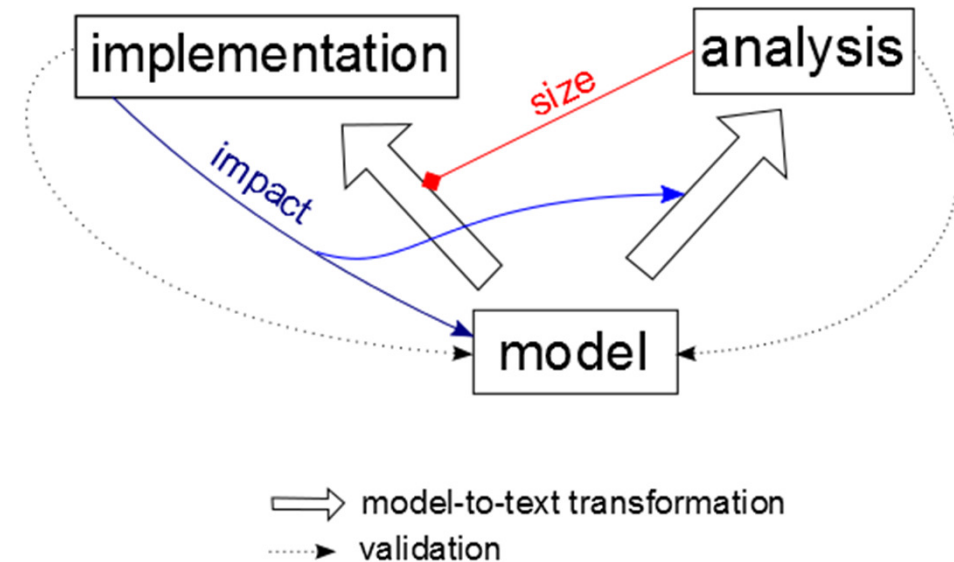 implementation
analysis
size
impact
model
model-to-text transformation
validation